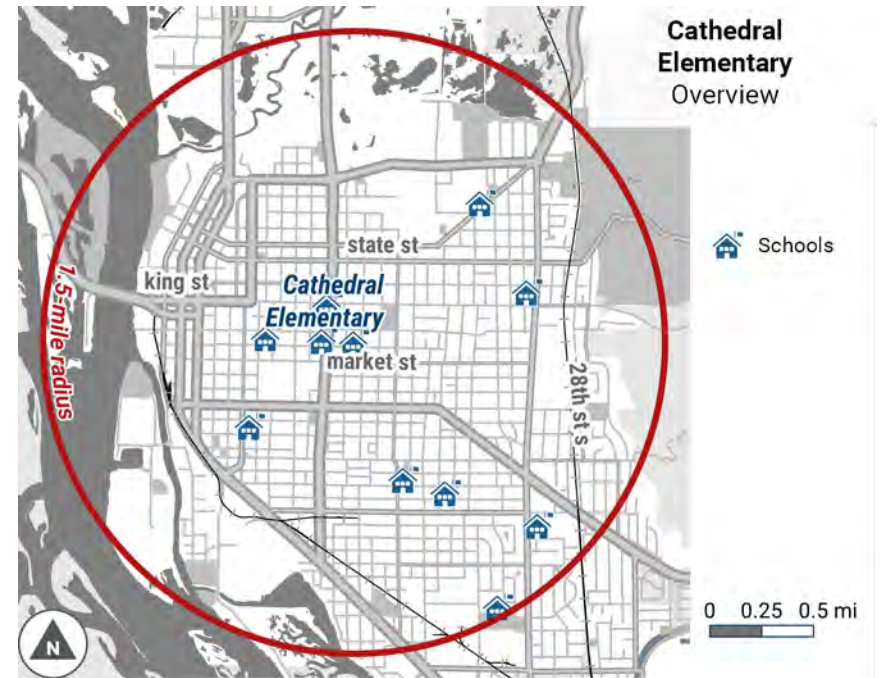 Cathedral
Elementary
Overview
Schools
state st
king st
Cathedral
Elementary
market st
1.5-mile radius
28th st s
0 0.25 0.5 mi
N